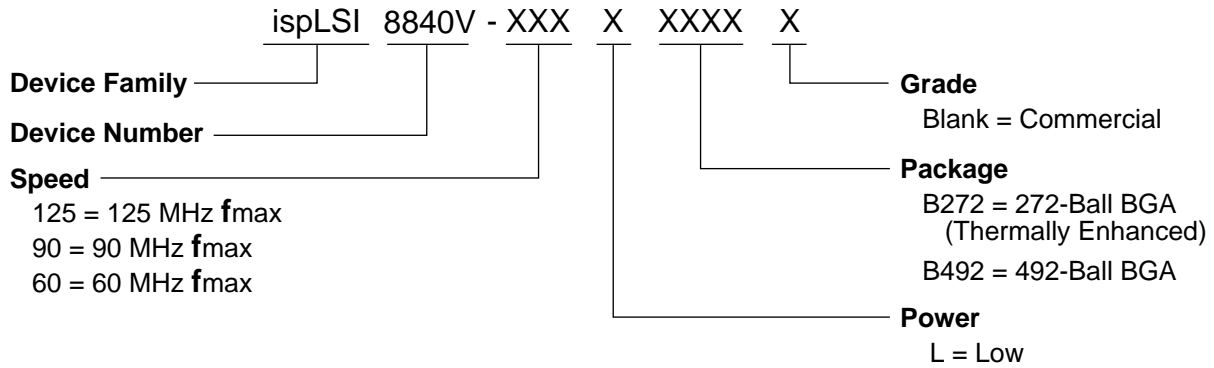 ispLSI 8840V - XXX X XXXX X
Device Family
Device Number
Speed
125 = 125 MHz fmax
90 = 90 MHz fmax
60 = 60 MHz fmax
Grade
Blank = Commercial
Package
B272 = 272-Ball BGA
(Thermally Enhanced)
B492 = 492-Ball BGA
Power
L = Low